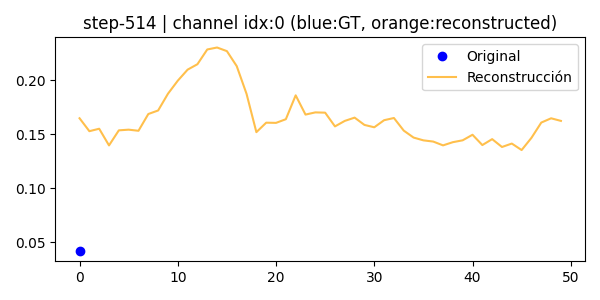 step-514 | channel idx:0 (blue:GT, orange:reconstructed)
Original
Reconstrucción
0.20
0.15
0.10
0.05
0 10 20 30 40 50